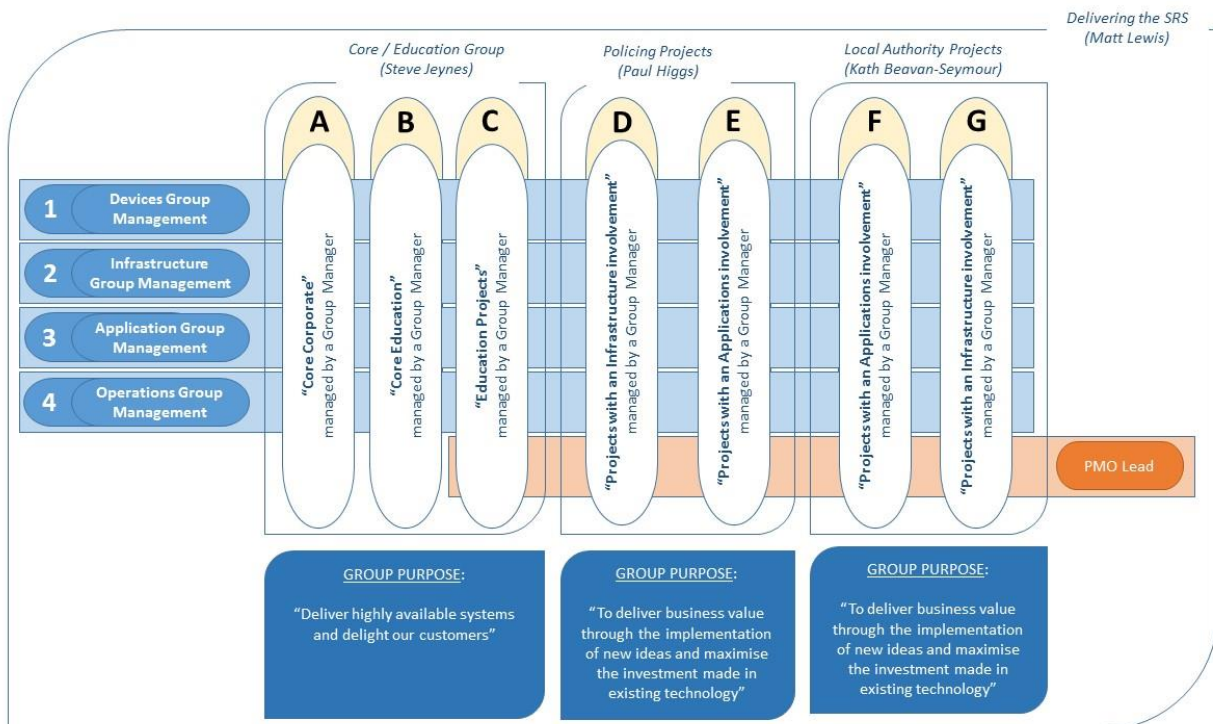 Delivering the SRS
(Matt Lewis)
Core / Education Group
(Steve Jeynes)
Policing Projects
(Paul Higgs)
Local Authority Projects
(Kath Beavan-Seymour)
A
B
C
D
E
F
G
1
Devices Group
Management
2
Infrastructure
Group Management
3
Application Group
Management
4
Operations Group
Management
“Core Corporate”
managed by a Group Manager
“Core Education”
managed by a Group Manager
“Education Projects”
managed by a Group Manager
“Projects with an Infrastructure involvement”
managed by a Group Manager
“Projects with an Applications involvement”
managed by a Group Manager
“Projects with an Applications involvement”
managed by a Group Manager
“Projects with an Infrastructure involvement”
managed by a Group Manager
PMO Lead
GROUP PURPOSE:
“Deliver highly available systems
and delight our customers”
GROUP PURPOSE:
“To deliver business value
through the implementation
of new ideas and maximise
the investment made in
existing technology”
GROUP PURPOSE:
“To deliver business value
through the implementation
of new ideas and maximise
the investment made in
existing technology”